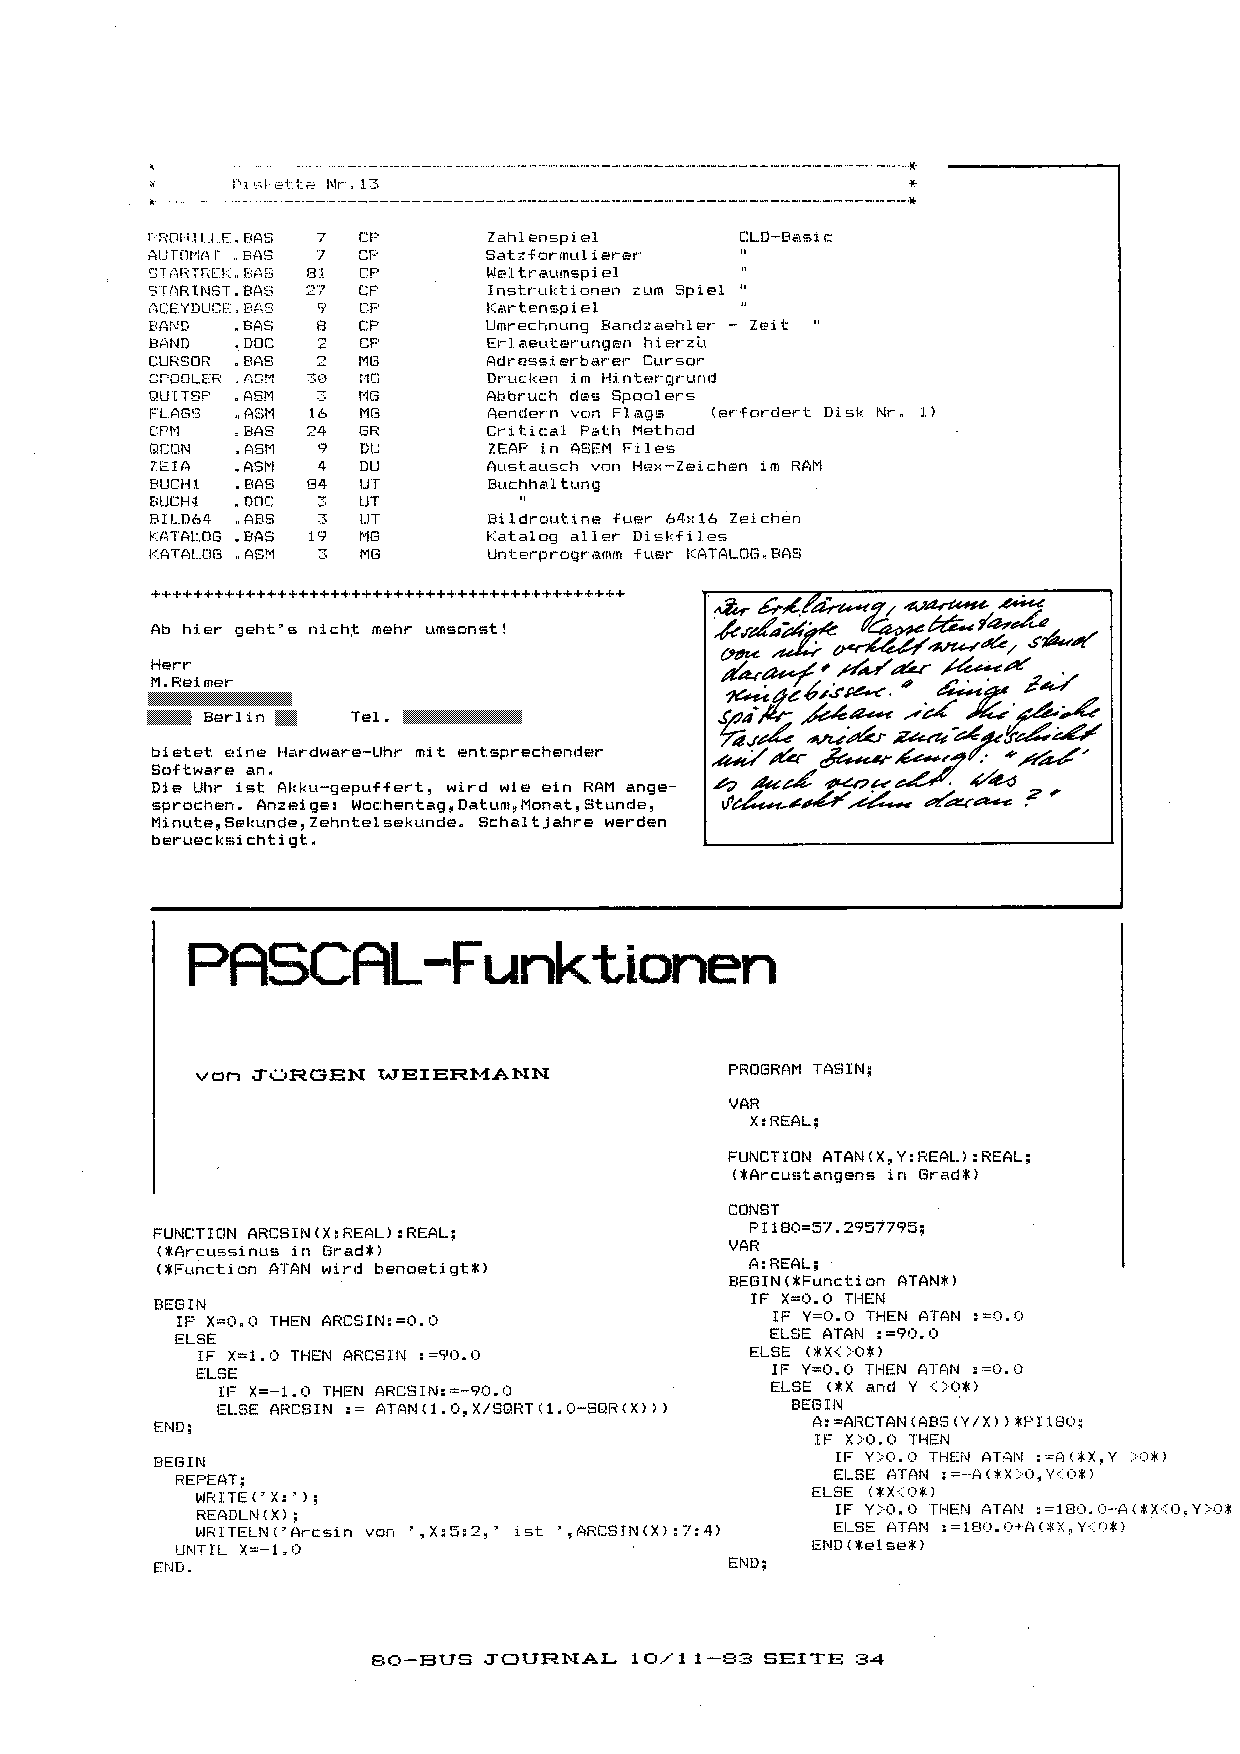 * ---------------------------------------------------------------- *
* Diskette Nr.13 *
* ---------------------------------------------------------------- *
PROMILLE.BAS 7 CP Zahlenspiel CLD-Basic
AUTOMAT .BAS 7 CP Satzformulierer "
STARTREK.BAS 81 CP Weltraumspiel "
STARINST.BAS 27 CP Instruktionen zum Spiel "
ACEYDUCE.BAS 9 CP Kartenspiel "
BAND .BAS 8 CP Umrechnung Bandzaehler - Zeit "
BAND .DOC 2 CP Erlaeuterungen hierzu
CURSOR .BAS 2 MG Adressierbarer Cursor
SPOOLER .ASM 30 MG Drucken im Hintergrund
QUITSP .ASM 3 MG Abbruch des Spoolers
FLAGS .ASM 16 MG Aendern von Flags (erfordert Disk Nr. 1)
CPM .BAS 24 GR Critical Path Method
QCON .ASM 9 DU ZEAP in ASEM Files
ZEIA .ASM 4 DU Austausch von Hex-Zeichen im RAM
BUCH1 .BAS 84 UT Buchhaltung
BUCH1 .DOC 3 UT "
BILD64 .ABS 3 UT Bildroutine fuer 64x16 Zeichen
KATALOG .BAS 19 MG Katalog aller Diskfiles
KATALOG .ASM 3 MG Unterprogramm fuer KATALOG.BAS
+++++++++++++++++++++++++++++++++++++++++++++
Ab hier geht's nicht mehr umsonst!
Herr
M.Reimer
Berlin Tel.
bietet eine Hardware-Uhr mit entsprechender
Software an.
Die Uhr ist Akku-gepuffert, wird wie ein RAM ange-
sprochen. Anzeige: Wochentag,Datum,Monat,Stunde,
Minute,Sekunde,Zehntelsekunde. Schaltjahre werden
beruecksichtigt.
Zur Erklärung, warum eine
beschädigte Cassettentasche
von mir verklebt wurde, stand
darauf "Hat der Hund
reingebissen." Einige Zeit
später bekam ich die gleiche
Tasche wieder zurückgeschickt
mit der Bemerkung: "Hab'
es auch versucht. Was
schmeckt ihm daran?"
PASCAL-Funktionen
von JÜRGEN WEIERMANN
FUNCTION ARCSIN(X:REAL):REAL;
(*Arcussinus in Grad*)
(*Function ATAN wird benoetigt*)
BEGIN
IF X=0.0 THEN ARCSIN:=0.0
ELSE
IF X=1.0 THEN ARCSIN :=90.0
ELSE
IF X=-1.0 THEN ARCSIN:=-90.0
ELSE ARCSIN := ATAN(1.0,X/SQRT(1.0-SQR(X)))
END;
BEGIN
REPEAT;
WRITE('X:');
READLN(X);
WRITELN('Arcsin von ',X:5:2,' ist ',ARCSIN(X):7:4)
UNTIL X=-1.0
END.
PROGRAM TASIN;
VAR
X:REAL;
FUNCTION ATAN(X,Y:REAL):REAL;
(*Arcustangens in Grad*)
CONST
PI180=57.2957795;
VAR
A:REAL;
BEGIN(*Function ATAN*)
IF X=0.0 THEN
IF Y=0.0 THEN ATAN :=0.0
ELSE ATAN :=90.0
ELSE (*X<>0*)
IF Y=0.0 THEN ATAN :=0.0
ELSE (*X and Y <>0*)
BEGIN
A:=ARCTAN(ABS(Y/X))*PI180;
IF X>0.0 THEN
IF Y>0.0 THEN ATAN :=A(*X,Y >0*)
ELSE ATAN :=-A(*X>0,Y<0*)
ELSE (*X<0*)
IF Y>0.0 THEN ATAN :=180.0-A(*X<0,Y>0*
ELSE ATAN :=180.0+A(*X,Y<0*)
END(*else*)
END;
80-BUS JOURNAL 10/11-83 SEITE 34